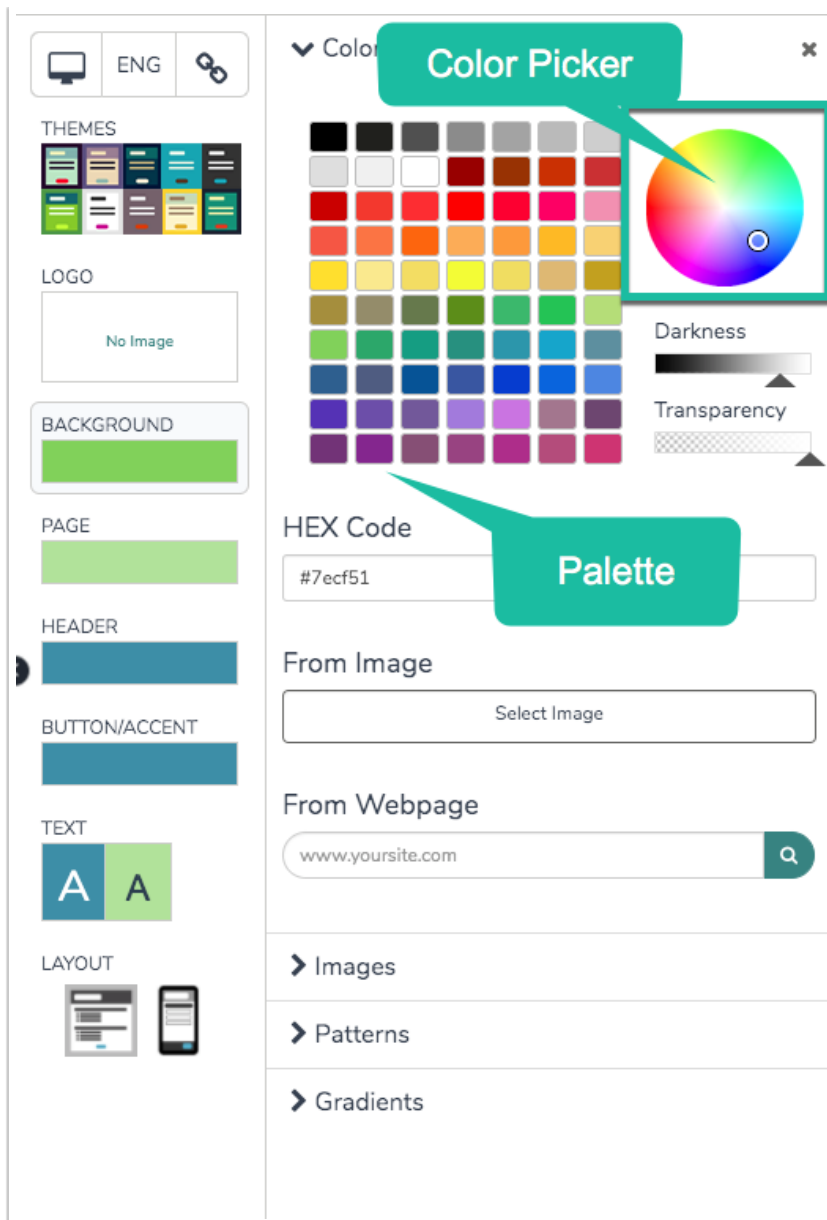 ENG
THEMES
LOGO
No Image
BACKGROUND
PAGE
HEADER
BUTTON/ACCENT
TEXT
A A
LAYOUT
Color Picker
Darkness
Transparency
HEX Code
#7ecf51
Palette
From Image
Select Image
From Webpage
www.yoursite.com
Images
Patterns
Gradients